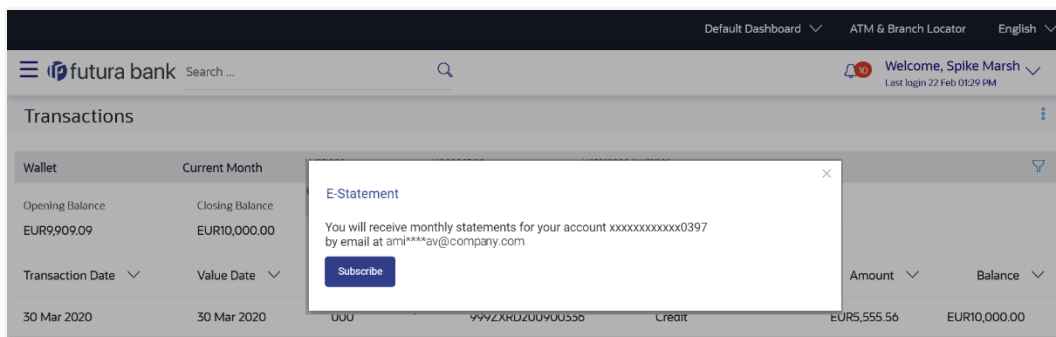 Default Dashboard ATM & Branch Locator English
futura bank Search ... 10 Welcome, Spike Marsh
Last login 22 Feb 01:29 PM
Transactions
Wallet Current Month
E-Statement
Opening Balance Closing Balance
You will receive monthly statements for your account xxxxxxxxxxxx0397
EUR9,909.09 EUR10,000.00
by email at ami****av@company.com
Subscribe
Transaction Date Value Date Amount Balance
30 Mar 2020 30 Mar 2020 000 999ZXRD200900336 Credit EUR5,555.56 EUR10,000.00